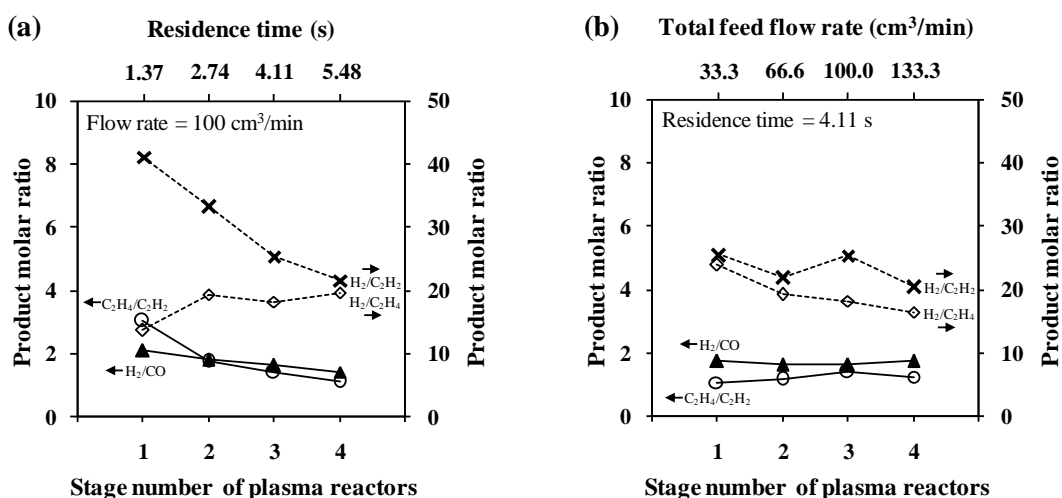 (a)
Residence time (s)
1.37 2.74 4.11 5.48
10 50
Flow rate = 100 cm³/min
8 40
6 30
4 20
2 10
0 0
Product molar ratio
Product molar ratio
H₂/C₂H₂
C₂H₄/C₂H₂
H₂/C₂H₄
H₂/CO
1 2 3 4
Stage number of plasma reactors
(b)
Total feed flow rate (cm³/min)
33.3 66.6 100.0 133.3
10 50
Residence time = 4.11 s
8 40
6 30
4 20
2 10
0 0
Product molar ratio
Product molar ratio
H₂/C₂H₂
H₂/C₂H₄
H₂/CO
C₂H₄/C₂H₂
1 2 3 4
Stage number of plasma reactors